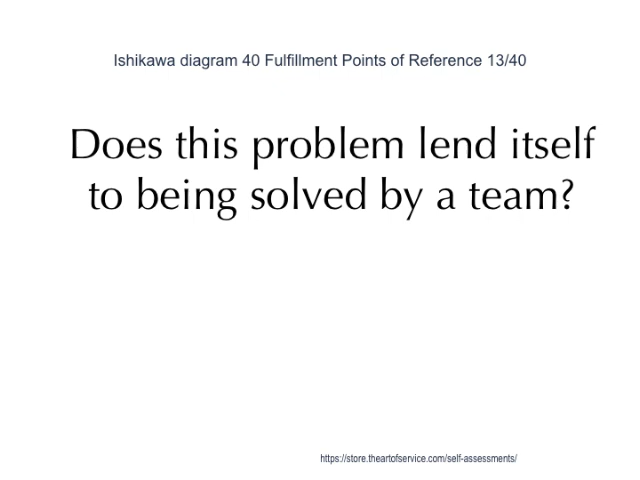 Ishikawa diagram 40 Fulfillment Points of Reference 13/40
Does this problem lend itself
to being solved by a team?
https://store.theartofservice.com/self-assessments/